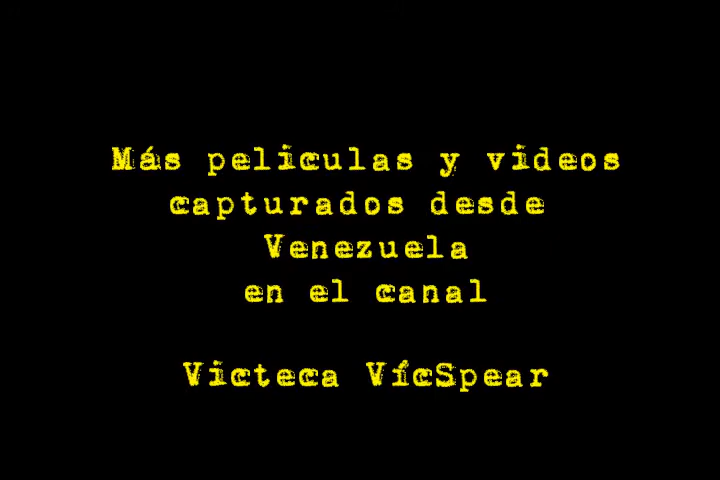 Más peliculas y videos
capturados desde
Venezuela
en el canal
Victeca VícSpear